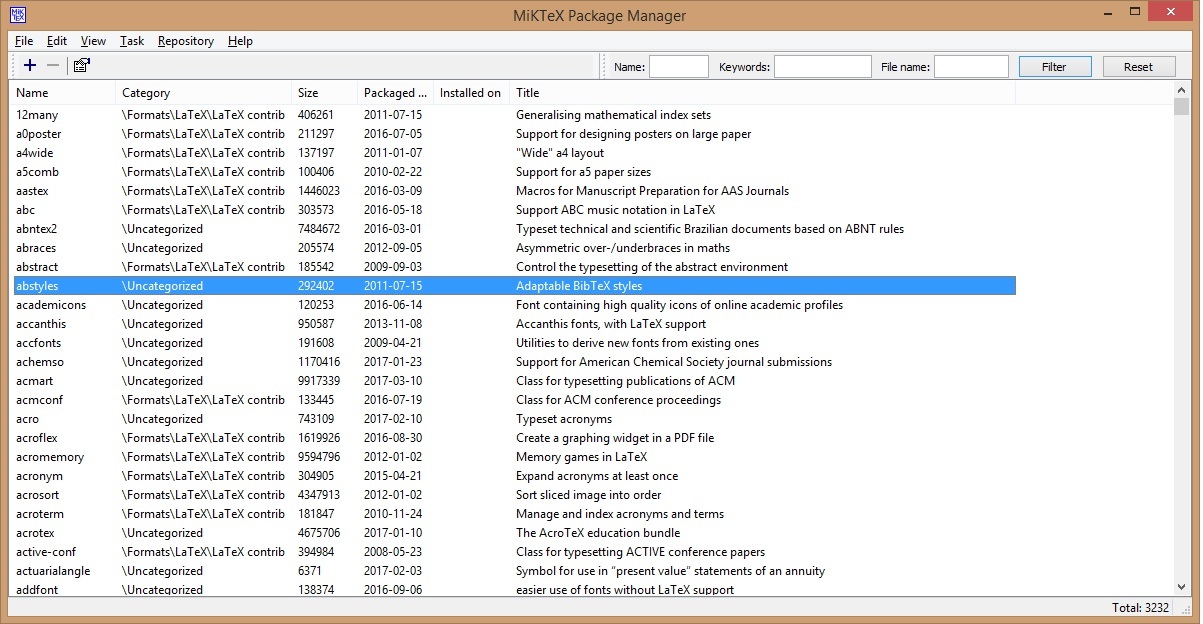 MiKTeX Package Manager
File Edit View Task Repository Help
Name: Keywords: File name: Filter Reset
Name Category Size Packaged ... Installed on Title
12many \Formats\LaTeX\LaTeX contrib 406261 2011-07-15 Generalising mathematical index sets
a0poster \Formats\LaTeX\LaTeX contrib 211297 2016-07-05 Support for designing posters on large paper
a4wide \Formats\LaTeX\LaTeX contrib 137197 2011-01-07 "Wide" a4 layout
a5comb \Formats\LaTeX\LaTeX contrib 100406 2010-02-22 Support for a5 paper sizes
aastex \Formats\LaTeX\LaTeX contrib 1446023 2016-03-09 Macros for Manuscript Preparation for AAS Journals
abc \Formats\LaTeX\LaTeX contrib 303573 2016-05-18 Support ABC music notation in LaTeX
abntex2 \Uncategorized 7484672 2016-03-01 Typeset technical and scientific Brazilian documents based on ABNT rules
abraces \Uncategorized 205574 2012-09-05 Asymmetric over-/underbraces in maths
abstract \Formats\LaTeX\LaTeX contrib 185542 2009-09-03 Control the typesetting of the abstract environment
abstyles \Uncategorized 292402 2011-07-15 Adaptable BibTeX styles
academicons \Uncategorized 120253 2016-06-14 Font containing high quality icons of online academic profiles
accanthis \Uncategorized 950587 2013-11-08 Accanthis fonts, with LaTeX support
accfonts \Uncategorized 191608 2009-04-21 Utilities to derive new fonts from existing ones
achemso \Uncategorized 1170416 2017-01-23 Support for American Chemical Society journal submissions
acmart \Uncategorized 9917339 2017-03-10 Class for typesetting publications of ACM
acmconf \Formats\LaTeX\LaTeX contrib 133445 2016-07-19 Class for ACM conference proceedings
acro \Uncategorized 743109 2017-02-10 Typeset acronyms
acroflex \Formats\LaTeX\LaTeX contrib 1619926 2016-08-30 Create a graphing widget in a PDF file
acromemory \Formats\LaTeX\LaTeX contrib 9594796 2012-01-02 Memory games in LaTeX
acronym \Formats\LaTeX\LaTeX contrib 304905 2015-04-21 Expand acronyms at least once
acrosort \Formats\LaTeX\LaTeX contrib 4347913 2012-01-02 Sort sliced image into order
acroterm \Formats\LaTeX\LaTeX contrib 181847 2010-11-24 Manage and index acronyms and terms
acrotex \Uncategorized 4675706 2017-01-10 The AcroTeX education bundle
active-conf \Formats\LaTeX\LaTeX contrib 394984 2008-05-23 Class for typesetting ACTIVE conference papers
actuarialangle \Uncategorized 6371 2017-02-03 Symbol for use in “present value” statements of an annuity
addfont \Uncategorized 138374 2016-09-06 easier use of fonts without LaTeX support
Total: 3232